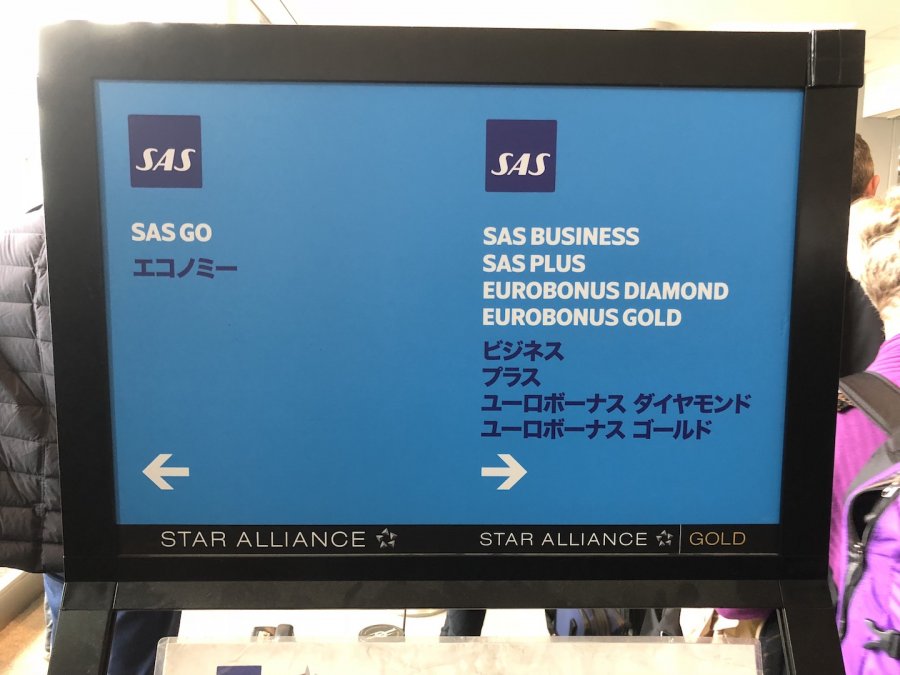 SAS
SAS GO
エコノミー
SAS
SAS BUSINESS
SAS PLUS
EUROBONUS DIAMOND
EUROBONUS GOLD
ビジネス
プラス
ユーロボーナス ダイヤモンド
ユーロボーナス ゴールド
STAR ALLIANCE
STAR ALLIANCE GOLD